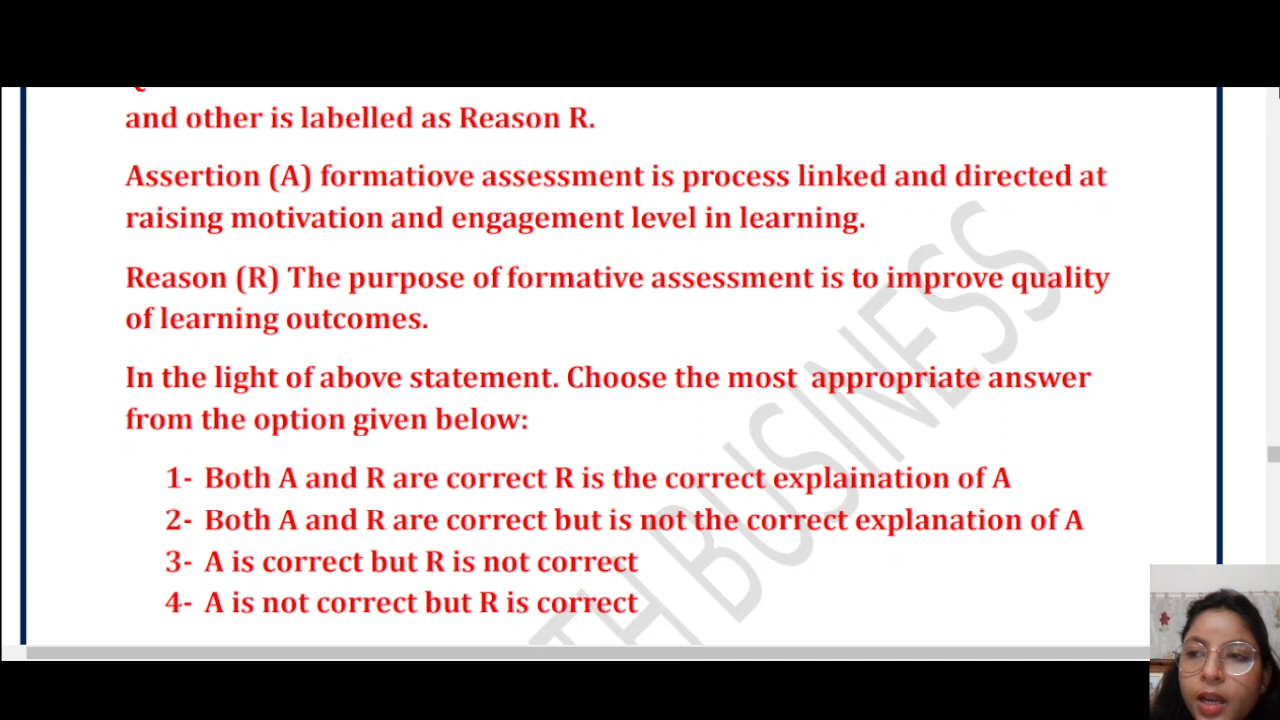 and other is labelled as Reason R.
Assertion (A) formatiove assessment is process linked and directed at
raising motivation and engagement level in learning.
Reason (R) The purpose of formative assessment is to improve quality
of learning outcomes.
In the light of above statement. Choose the most appropriate answer
from the option given below:
1- Both A and R are correct R is the correct explaination of A
2- Both A and R are correct but is not the correct explanation of A
3- A is correct but R is not correct
4- A is not correct but R is correct
TH BUSINESS